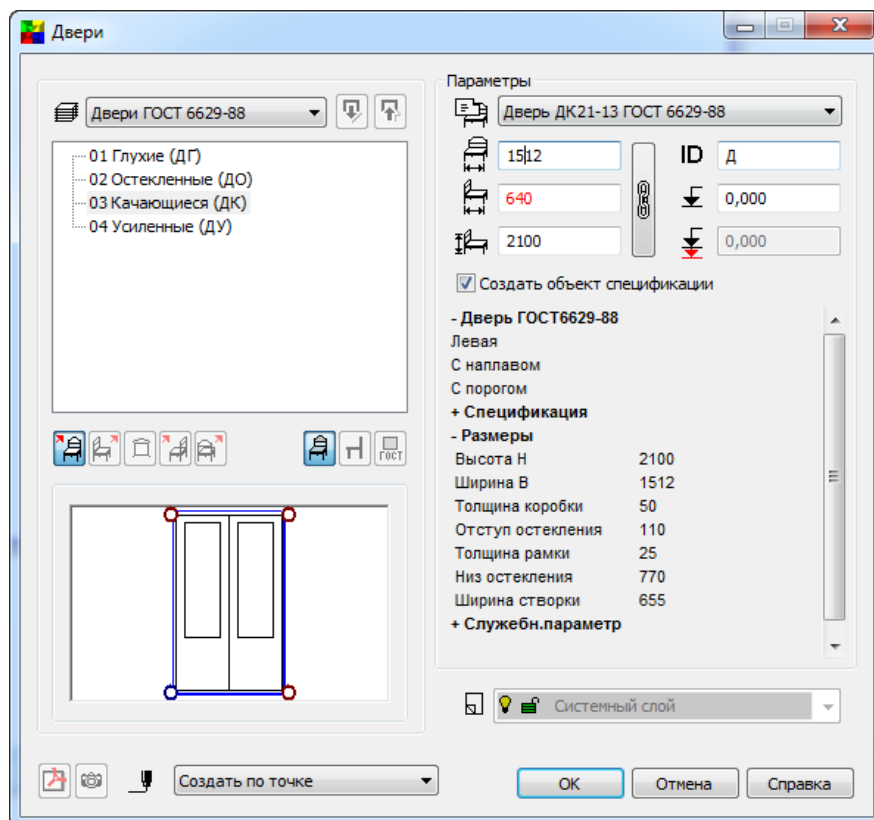 Двери
Двери ГОСТ 6629-88
01 Глухие (ДГ)
02 Остекленные (ДО)
03 Качающиеся (ДК)
04 Усиленные (ДУ)
ГОСТ
Параметры
Дверь ДК21-13 ГОСТ 6629-88
1512
ID
Д
640
0,000
2100
0,000
Создать объект спецификации
- Дверь ГОСТ6629-88
Левая
С наплавом
С порогом
+ Спецификация
- Размеры
Высота Н 2100
Ширина В 1512
Толщина коробки 50
Отступ остекления 110
Толщина рамки 25
Низ остекления 770
Ширина створки 655
+ Служебн.параметр
Системный слой
Создать по точке
ОК
Отмена
Справка